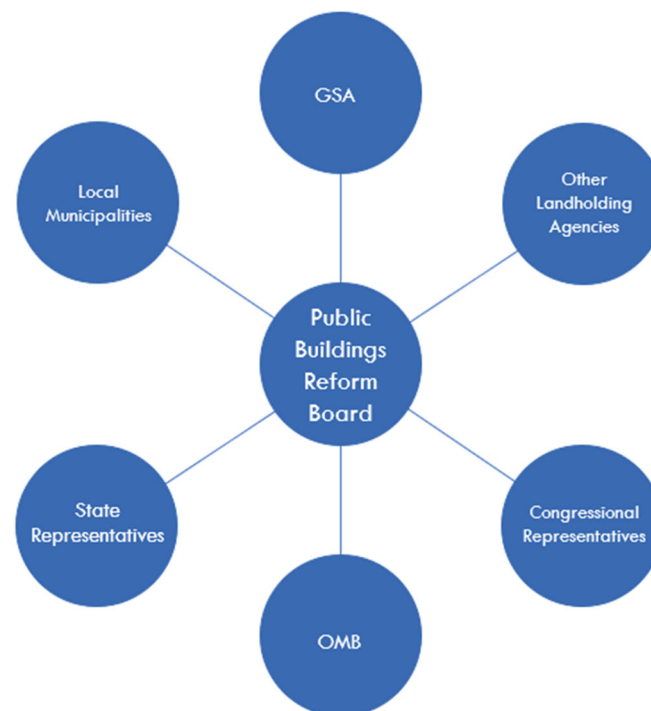 GSA
Local
Municipalities
Other
Landholding
Agencies
Public
Buildings
Reform
Board
State
Representatives
Congressional
Representatives
OMB